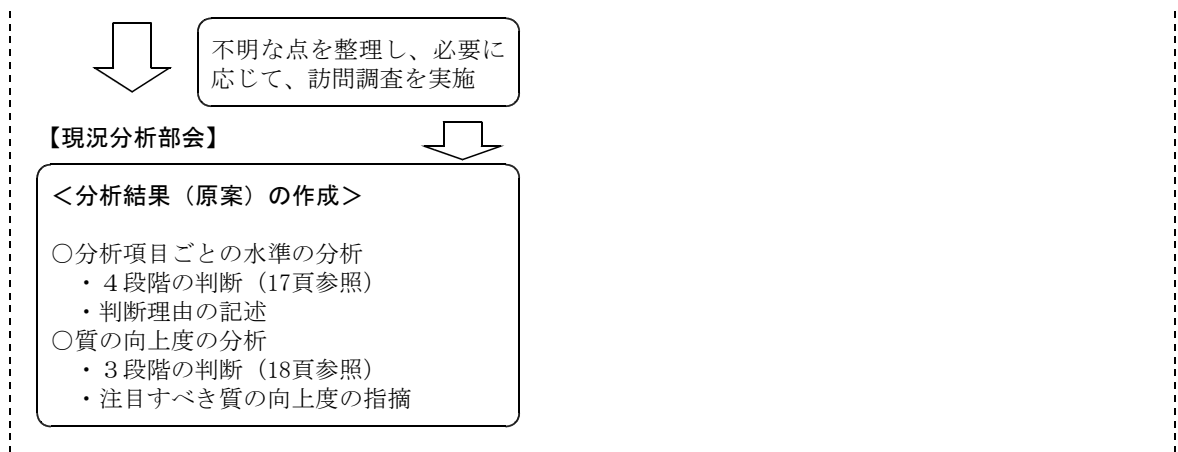 不明な点を整理し、必要に
応じて、訪問調査を実施
【現況分析部会】
＜分析結果（原案）の作成＞
○分析項目ごとの水準の分析
・４段階の判断（17頁参照）
・判断理由の記述
○質の向上度の分析
・３段階の判断（18頁参照）
・注目すべき質の向上度の指摘